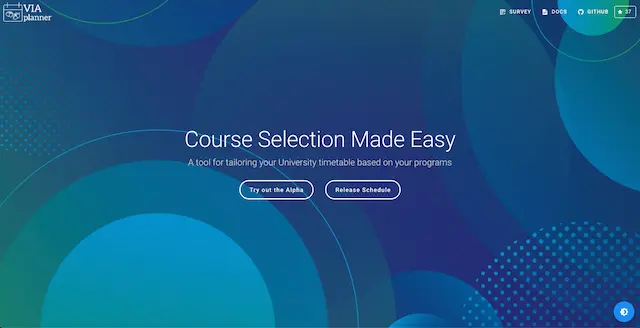 VIA
planner
SURVEY
DOCS
GITHUB
★ 37
Course Selection Made Easy
A tool for tailoring your University timetable based on your programs
Try out the Alpha
Release Schedule